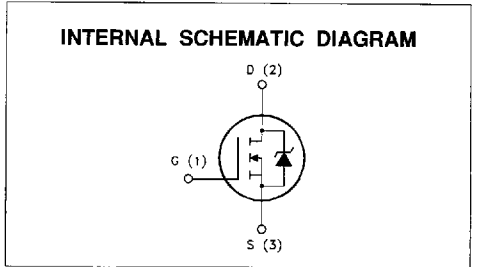 INTERNAL SCHEMATIC DIAGRAM
D (2)
G (1)
S (3)